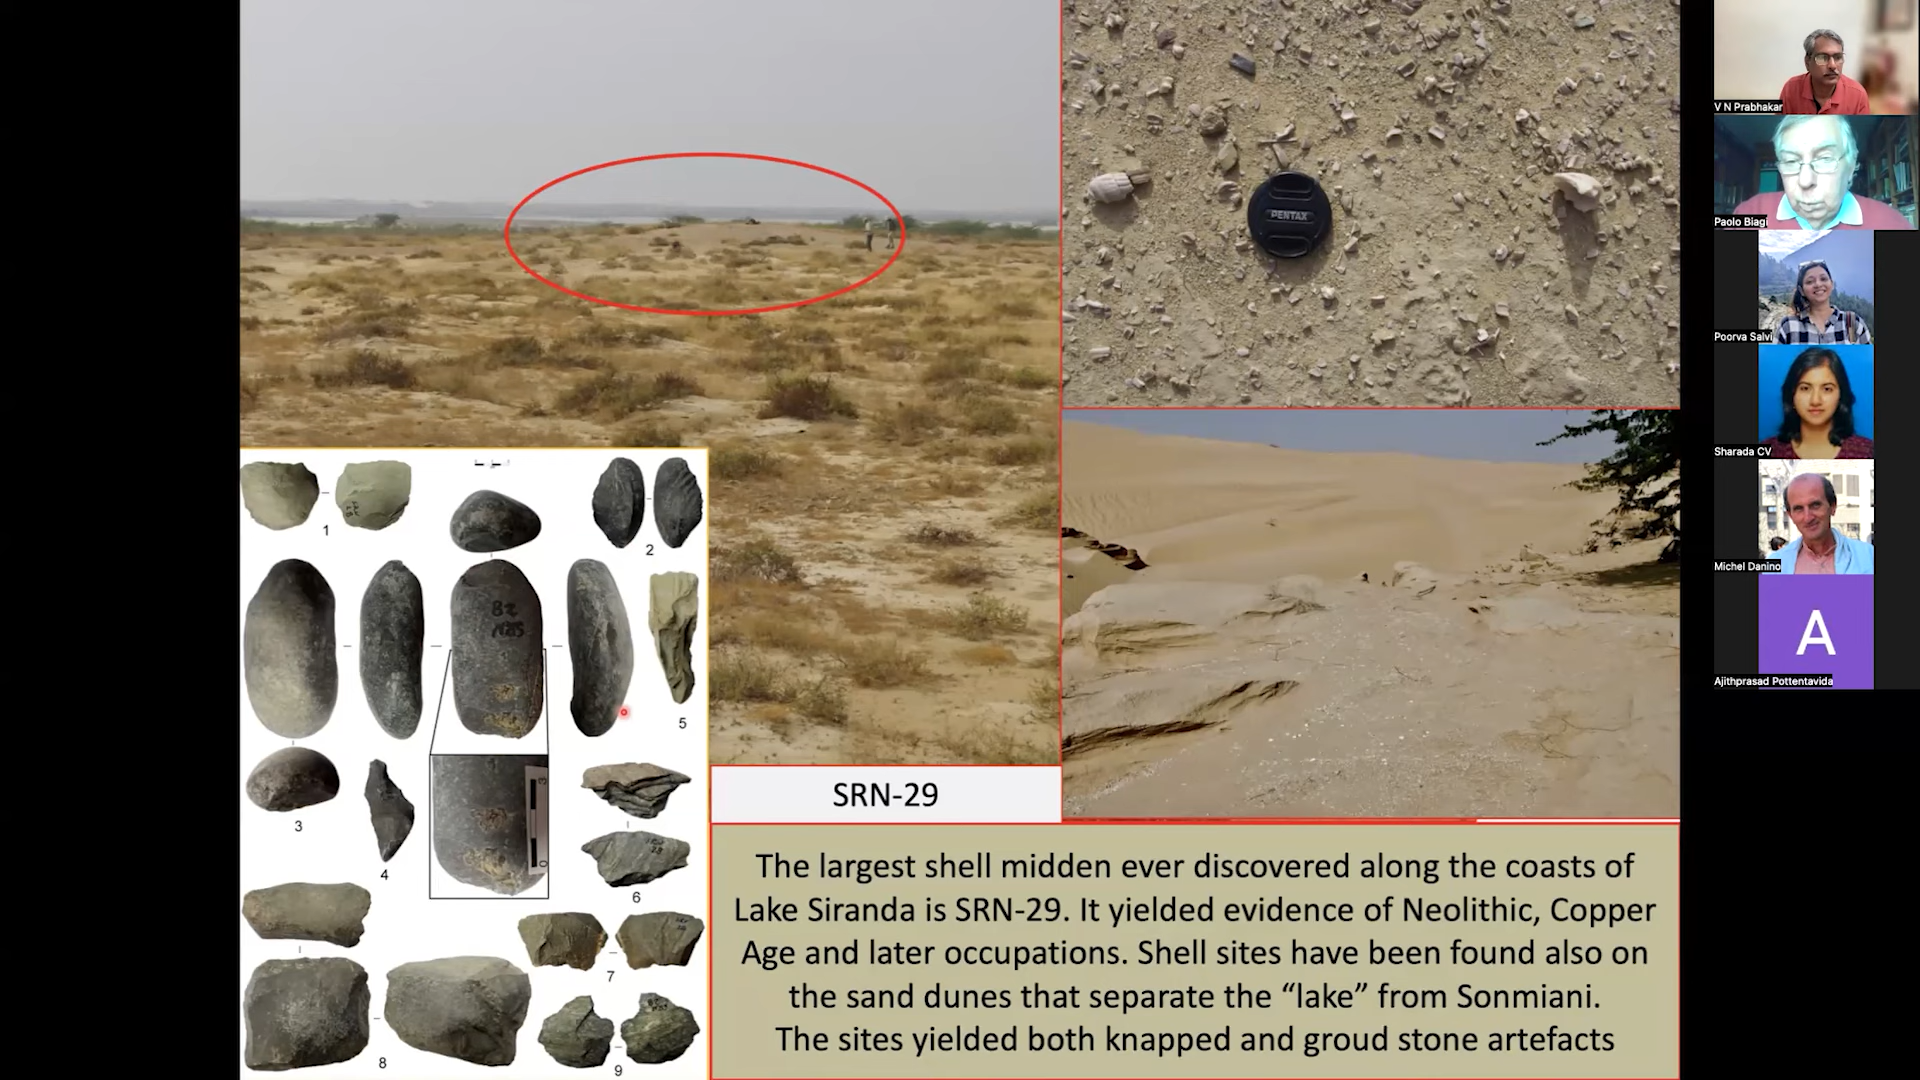 PENTAX
1
2
82
3
4
5
6
7
8
9
SRN-29
The largest shell midden ever discovered along the coasts of
Lake Siranda is SRN-29. It yielded evidence of Neolithic, Copper
Age and later occupations. Shell sites have been found also on
the sand dunes that separate the “lake” from Sonmiani.
The sites yielded both knapped and groud stone artefacts
V N Prabhakar
Paolo Biagi
Poorva Salvi
Sharada CV
Michel Danino
A
Ajithprasad Pottentavida